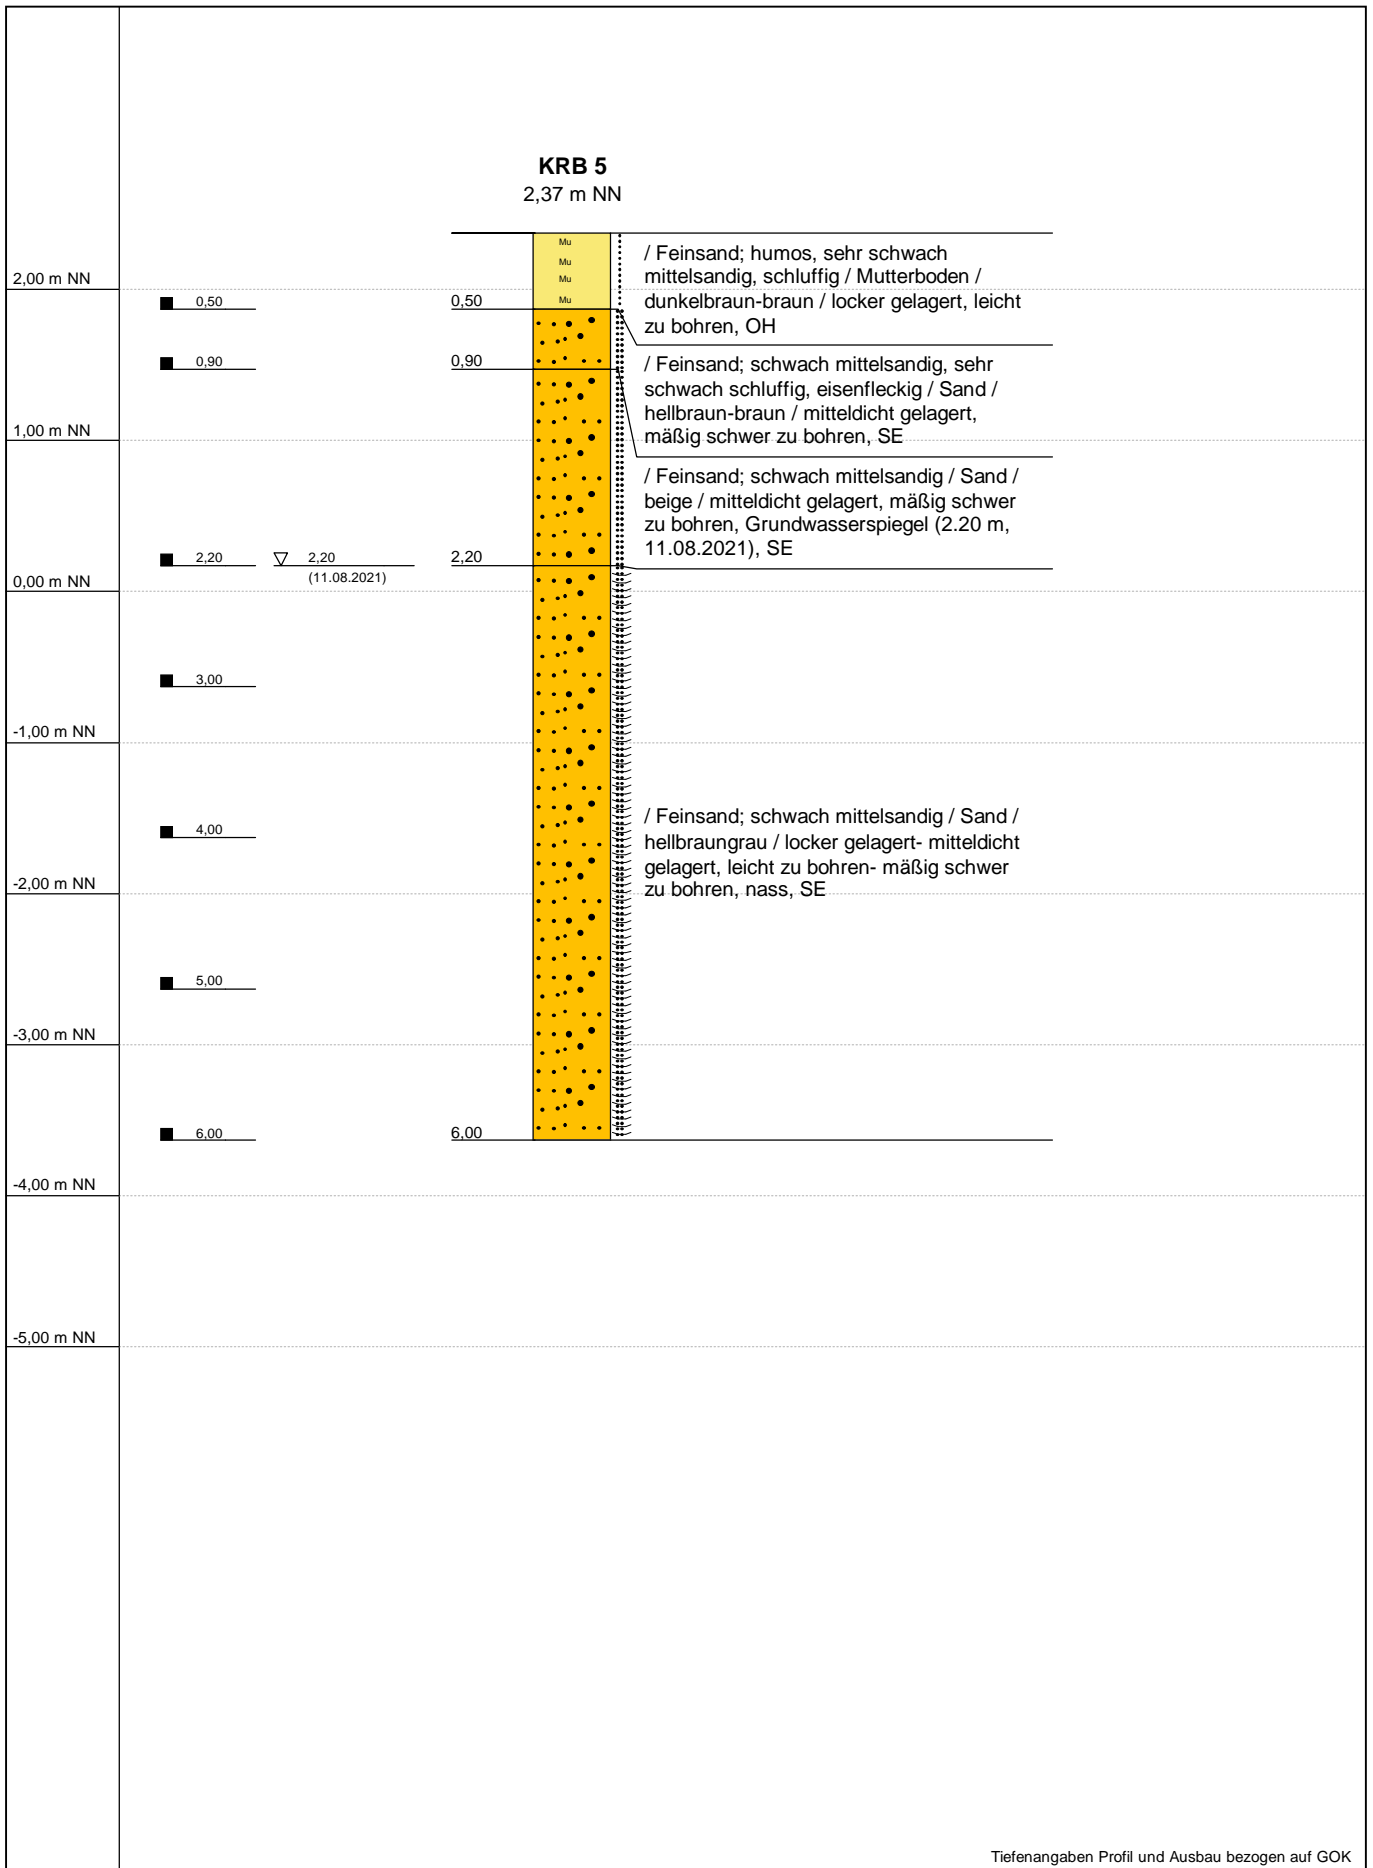 KRB 5
2,37 m NN
Mu
Mu
Mu
Mu
/ Feinsand; humos, sehr schwach
mittelsandig, schluffig / Mutterboden /
dunkelbraun-braun / locker gelagert, leicht
zu bohren, OH
2,00 m NN
0,50
0,50
/ Feinsand; schwach mittelsandig, sehr
schwach schluffig, eisenfleckig / Sand /
hellbraun-braun / mitteldicht gelagert,
mäßig schwer zu bohren, SE
0,90
0,90
1,00 m NN
/ Feinsand; schwach mittelsandig / Sand /
beige / mitteldicht gelagert, mäßig schwer
zu bohren, Grundwasserspiegel (2.20 m,
11.08.2021), SE
2,20
2,20
(11.08.2021)
2,20
0,00 m NN
3,00
-1,00 m NN
/ Feinsand; schwach mittelsandig / Sand /
hellbraungrau / locker gelagert- mitteldicht
gelagert, leicht zu bohren- mäßig schwer
zu bohren, nass, SE
4,00
-2,00 m NN
5,00
-3,00 m NN
6,00
6,00
-4,00 m NN
-5,00 m NN
Tiefenangaben Profil und Ausbau bezogen auf GOK